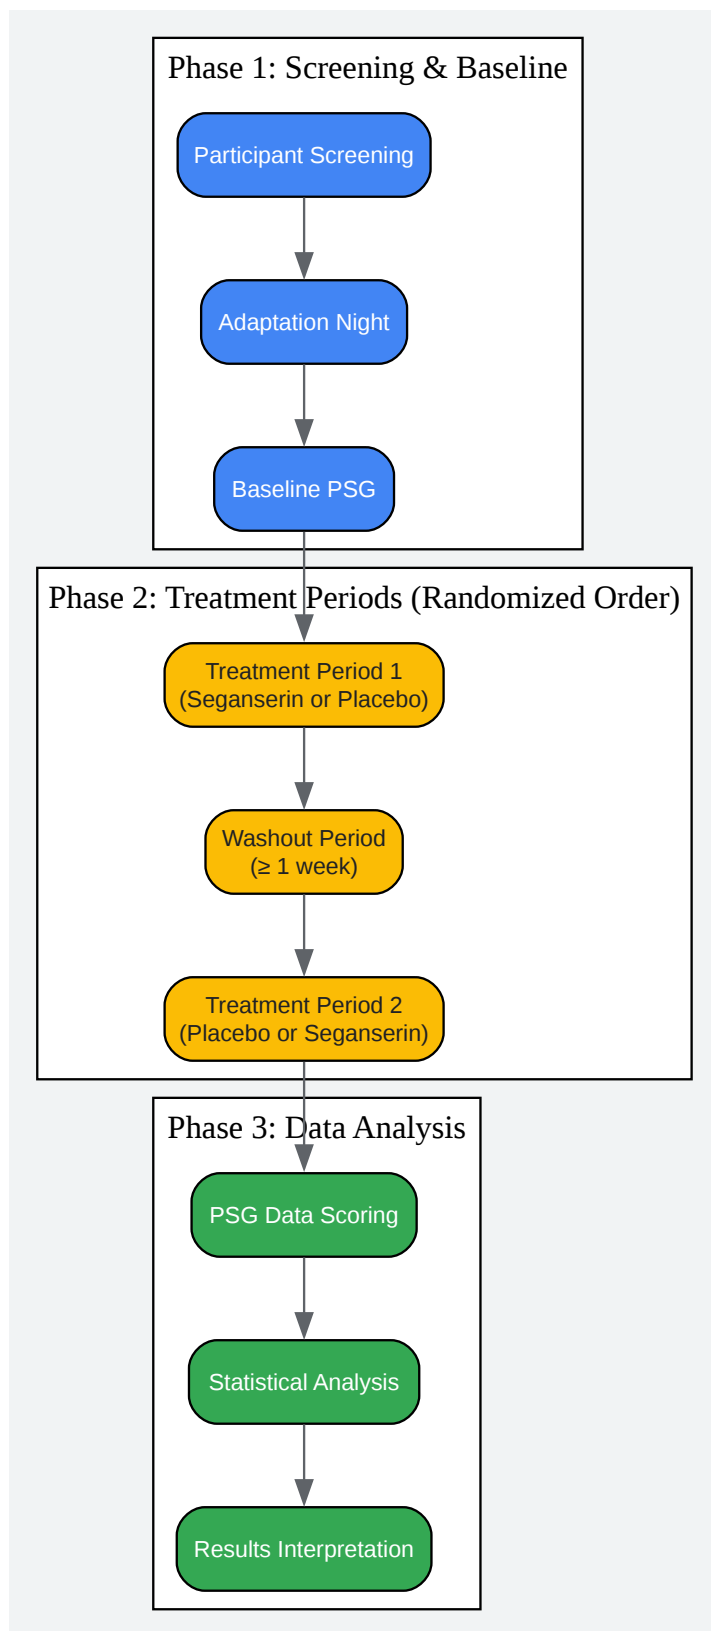 Phase 1: Screening & Baseline
Participant Screening
Adaptation Night
Baseline PSG
Phase 2: Treatment Periods (Randomized Order)
Treatment Period 1
(Seganserin or Placebo)
Washout Period
(≥ 1 week)
Treatment Period 2
(Placebo or Seganserin)
Phase 3: Data Analysis
PSG Data Scoring
Statistical Analysis
Results Interpretation